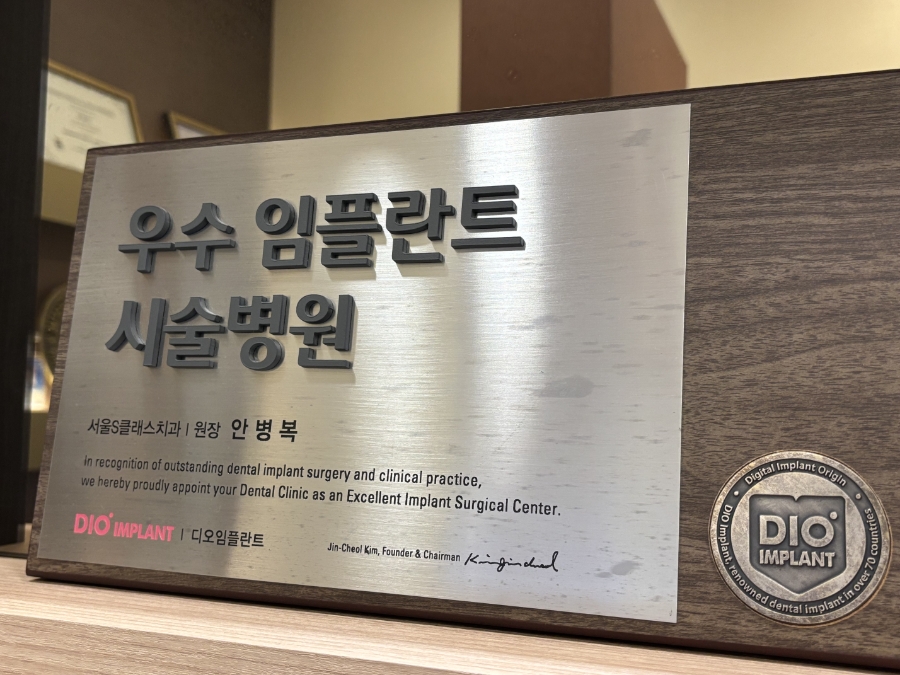 우수 임플란트
시술병원
서울S클래스치과 | 원장 안병복
In recognition of outstanding dental implant surgery and clinical practice,
we hereby proudly appoint your Dental Clinic as an Excellent Implant Surgical Center.
DIO IMPLANT | 디오임플란트
Jin-Cheol Kim, Founder & Chairman
Digital Implant Origin
DIO IMPLANT
DIO Implant, renowned dental implant in over 70 countries